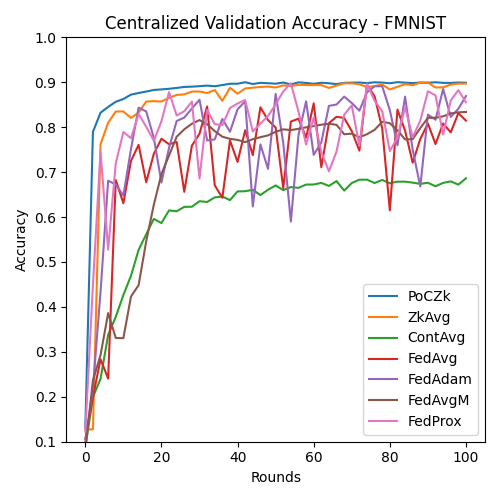 Centralized Validation Accuracy - FMNIST
Accuracy
1.0
0.9
0.8
0.7
0.6
0.5
0.4
0.3
0.2
0.1
PoCZk
ZkAvg
ContAvg
FedAvg
FedAdam
FedAvgM
FedProx
0 20 40 60 80 100
Rounds